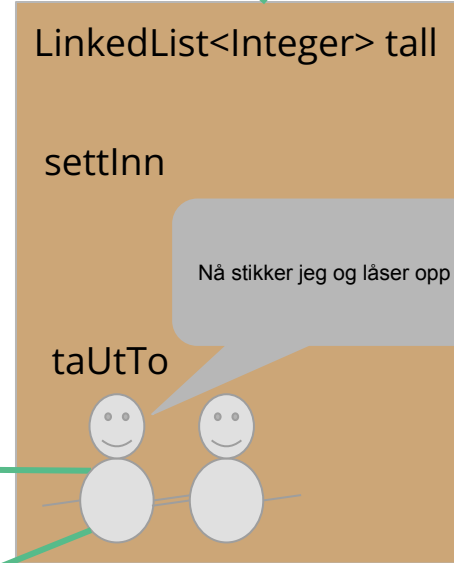 LinkedList<Integer> tall
settInn
Nå stikker jeg og låser opp
taUtTo